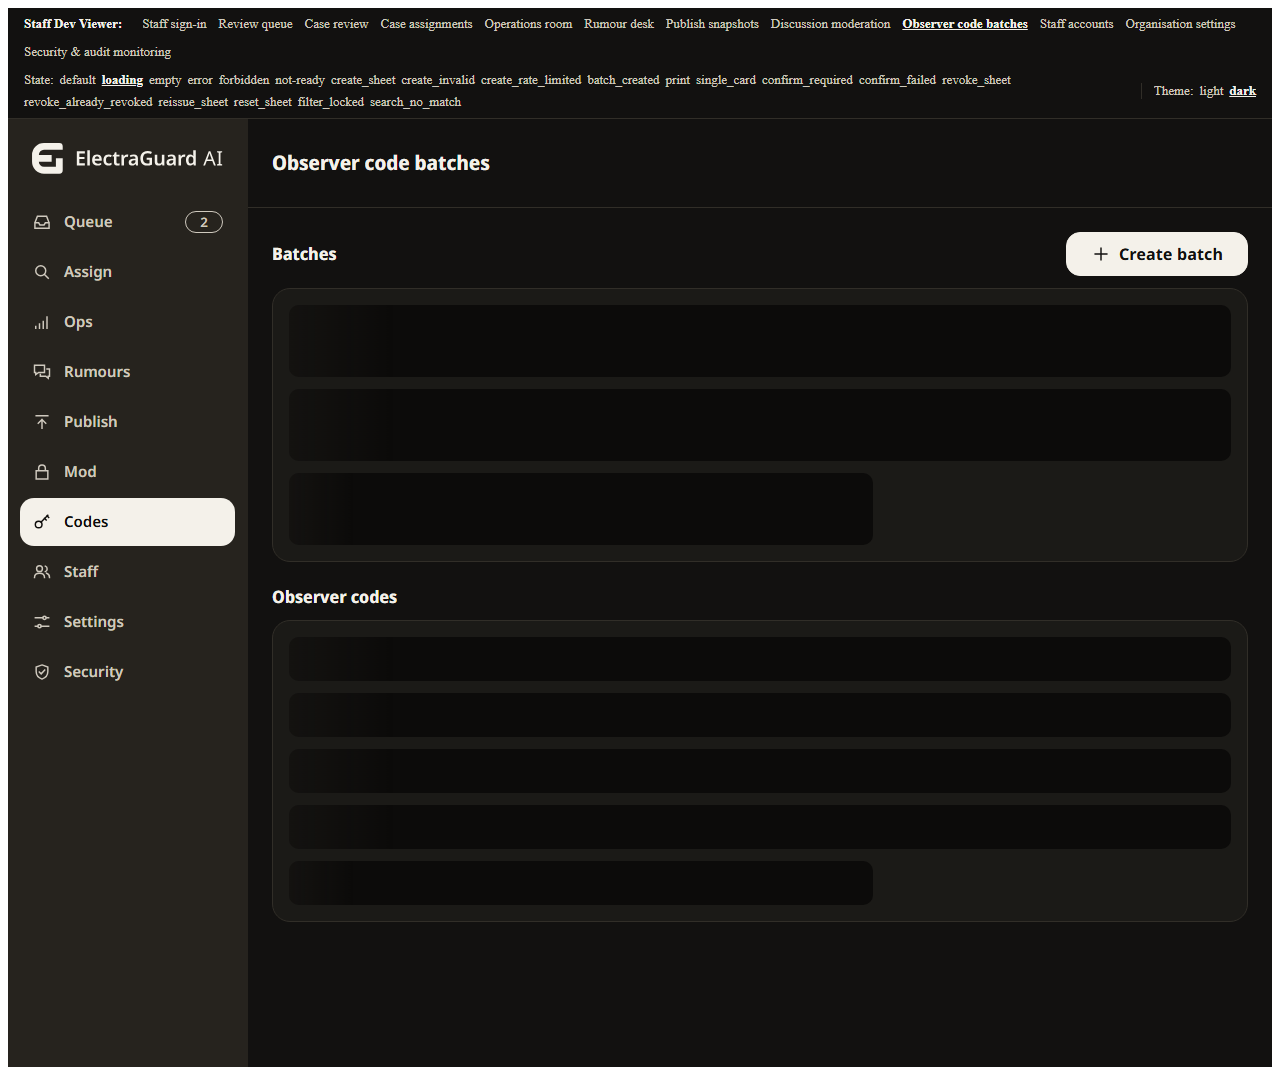 Staff Dev Viewer: Staff sign-in Review queue Case review Case assignments Operations room Rumour desk Publish snapshots Discussion moderation Observer code batches Staff accounts Organisation settings
Security & audit monitoring
State: default loading empty error forbidden not-ready create_sheet create_invalid create_rate_limited batch_created print single_card confirm_required confirm_failed revoke_sheet
revoke_already_revoked reissue_sheet reset_sheet filter_locked search_no_match
Theme: light dark
ElectraGuard AI
Observer code batches
Queue 2
Assign
Ops
Rumours
Publish
Mod
Codes
Staff
Settings
Security
Batches
Create batch
Observer codes